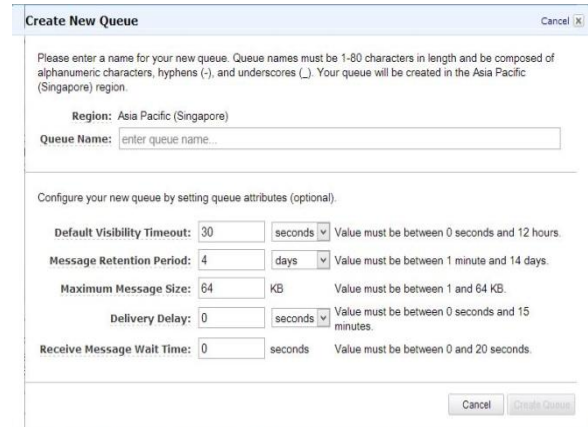 Create New Queue
Cancel X
Please enter a name for your new queue. Queue names must be 1-80 characters in length and be composed of
alphanumeric characters, hyphens (-), and underscores (_). Your queue will be created in the Asia Pacific
(Singapore) region.
Region: Asia Pacific (Singapore)
Queue Name: enter queue name...
Configure your new queue by setting queue attributes (optional).
Default Visibility Timeout: 30 seconds Value must be between 0 seconds and 12 hours.
Message Retention Period: 4 days Value must be between 1 minute and 14 days.
Maximum Message Size: 64 KB Value must be between 1 and 64 KB.
Delivery Delay: 0 seconds Value must be between 0 seconds and 15
minutes.
Receive Message Wait Time: 0 seconds Value must be between 0 and 20 seconds.
Cancel Create Queue